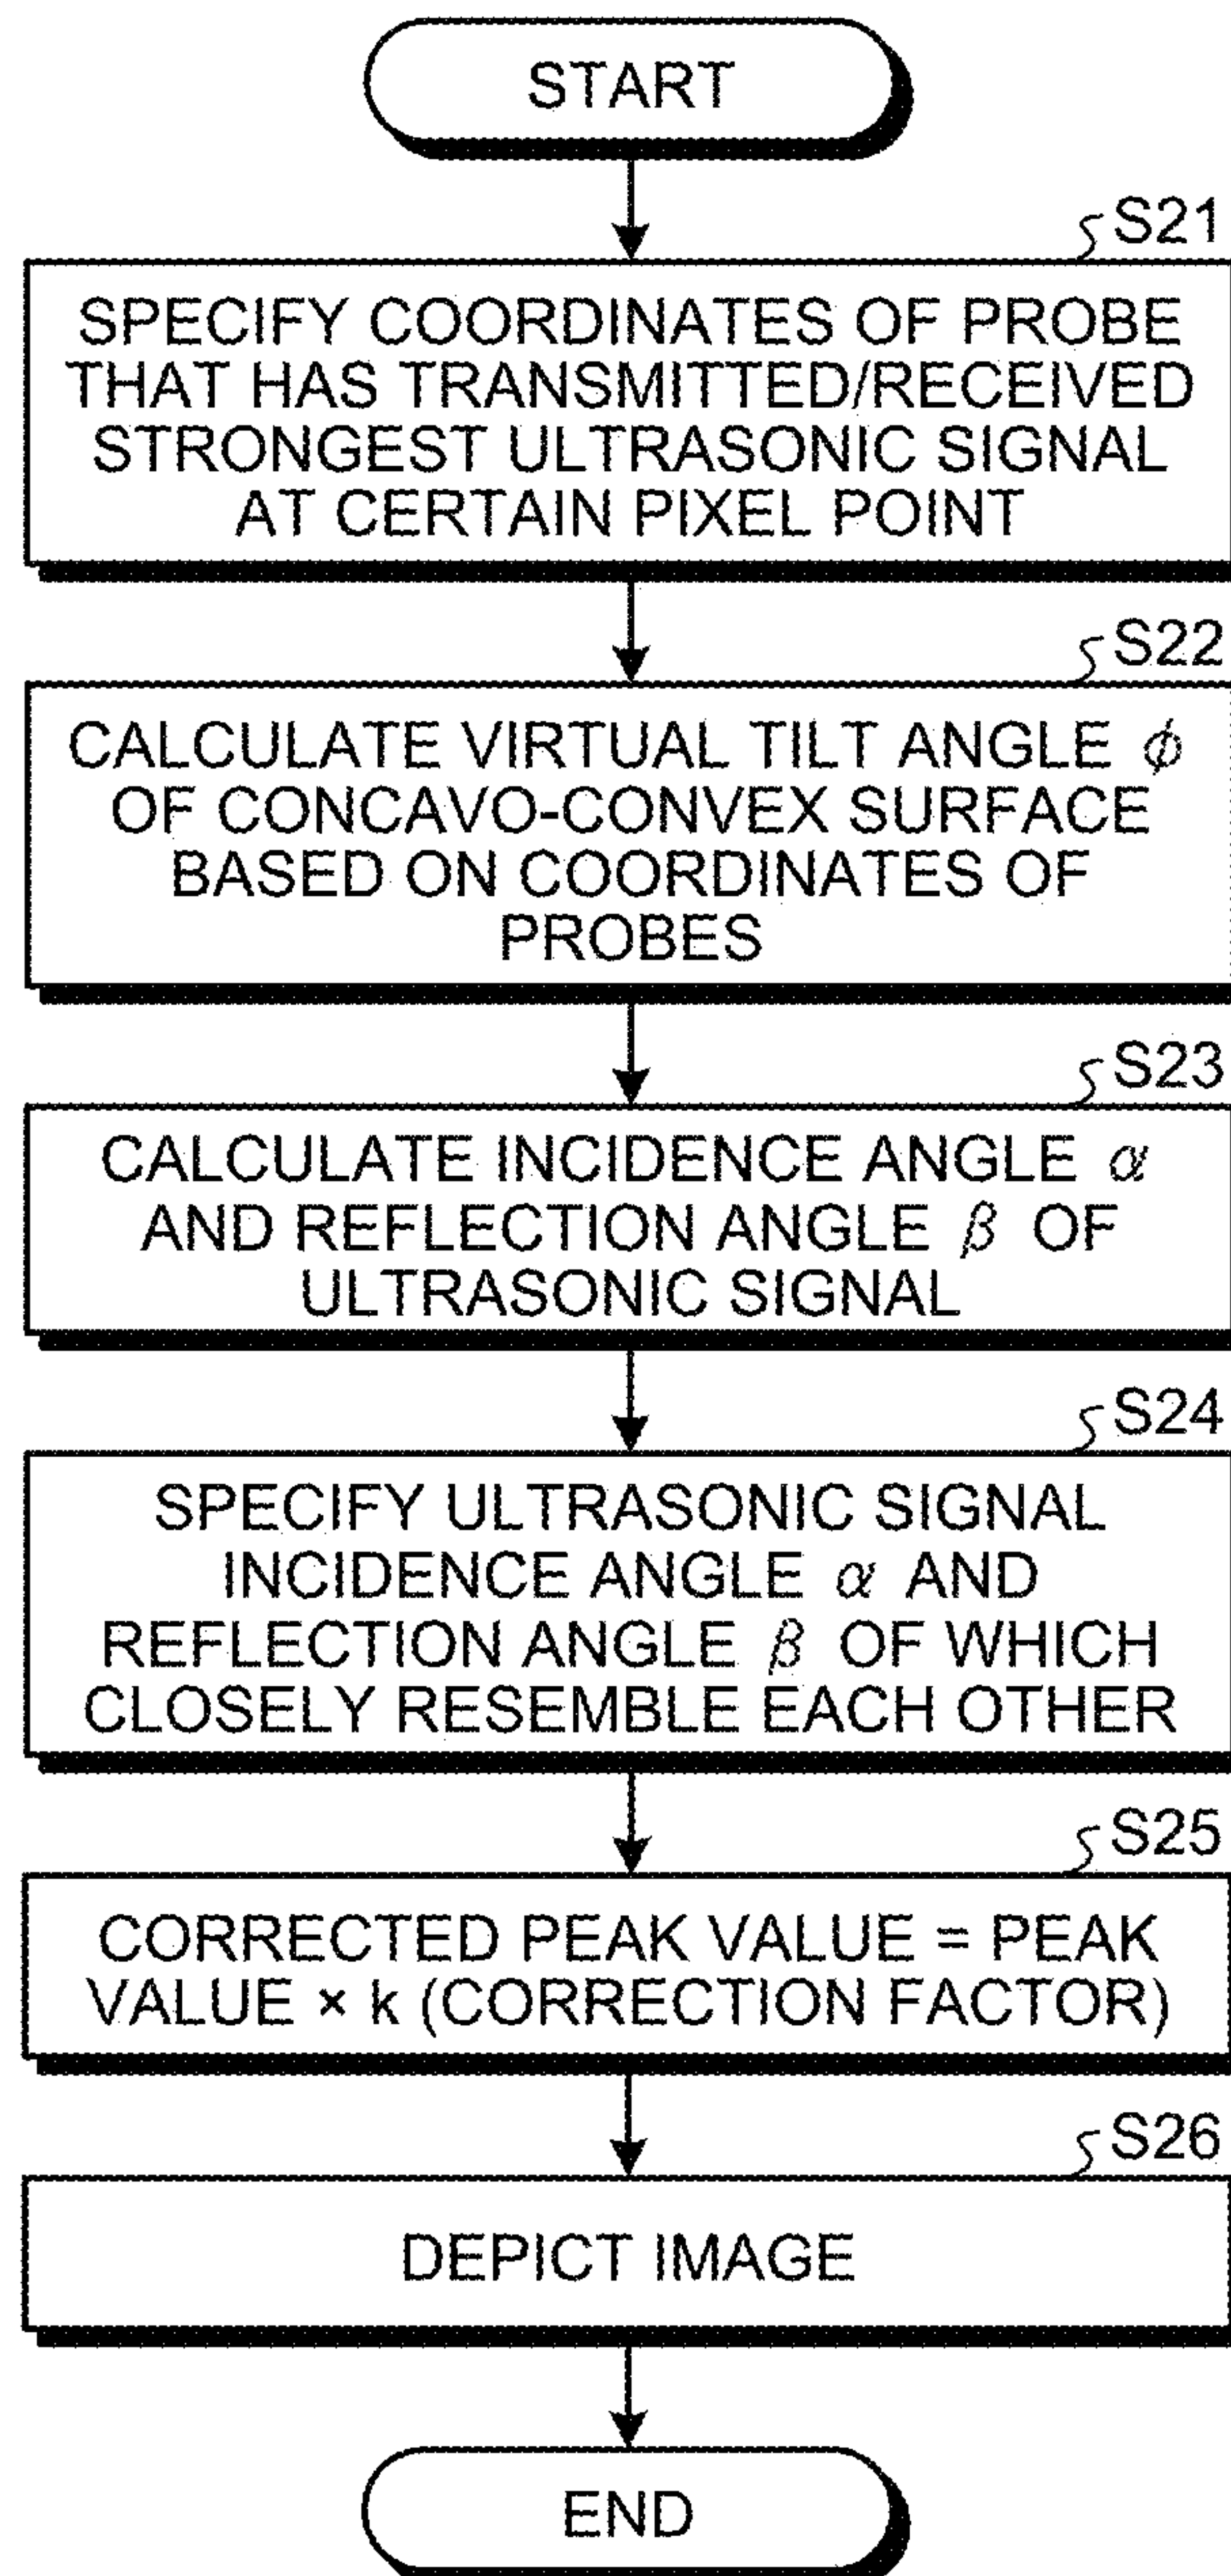 START
S21
SPECIFY COORDINATES OF PROBE
THAT HAS TRANSMITTED/RECEIVED
STRONGEST ULTRASONIC SIGNAL
AT CERTAIN PIXEL POINT
S22
CALCULATE VIRTUAL TILT ANGLE ϕ
OF CONCAVO-CONVEX SURFACE
BASED ON COORDINATES OF
PROBES
S23
CALCULATE INCIDENCE ANGLE α
AND REFLECTION ANGLE β OF
ULTRASONIC SIGNAL
S24
SPECIFY ULTRASONIC SIGNAL
INCIDENCE ANGLE α AND
REFLECTION ANGLE β OF WHICH
CLOSELY RESEMBLE EACH OTHER
S25
CORRECTED PEAK VALUE = PEAK
VALUE × k (CORRECTION FACTOR)
S26
DEPICT IMAGE
END